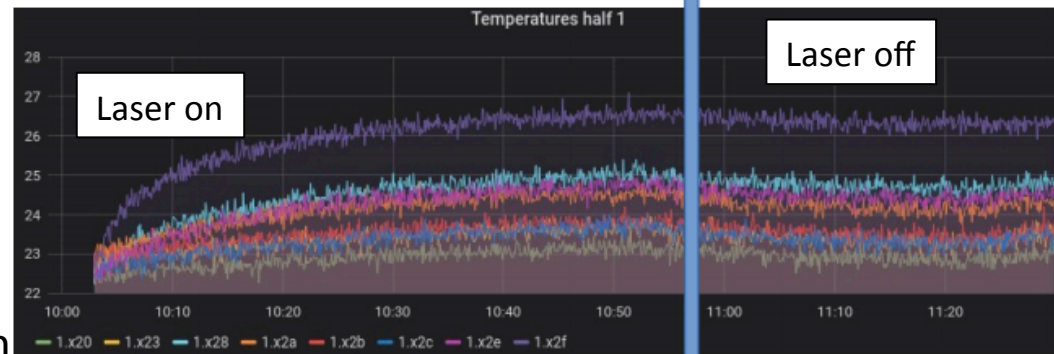 Temperatures half 1
Laser on
Laser off
28
27
26
25
24
23
22
10:00 10:10 10:20 10:30 10:40 10:50 11:00 11:10 11:20
1.x20 1.x23 1.x28 1.x2a 1.x2b 1.x2c 1.x2e 1.x2f